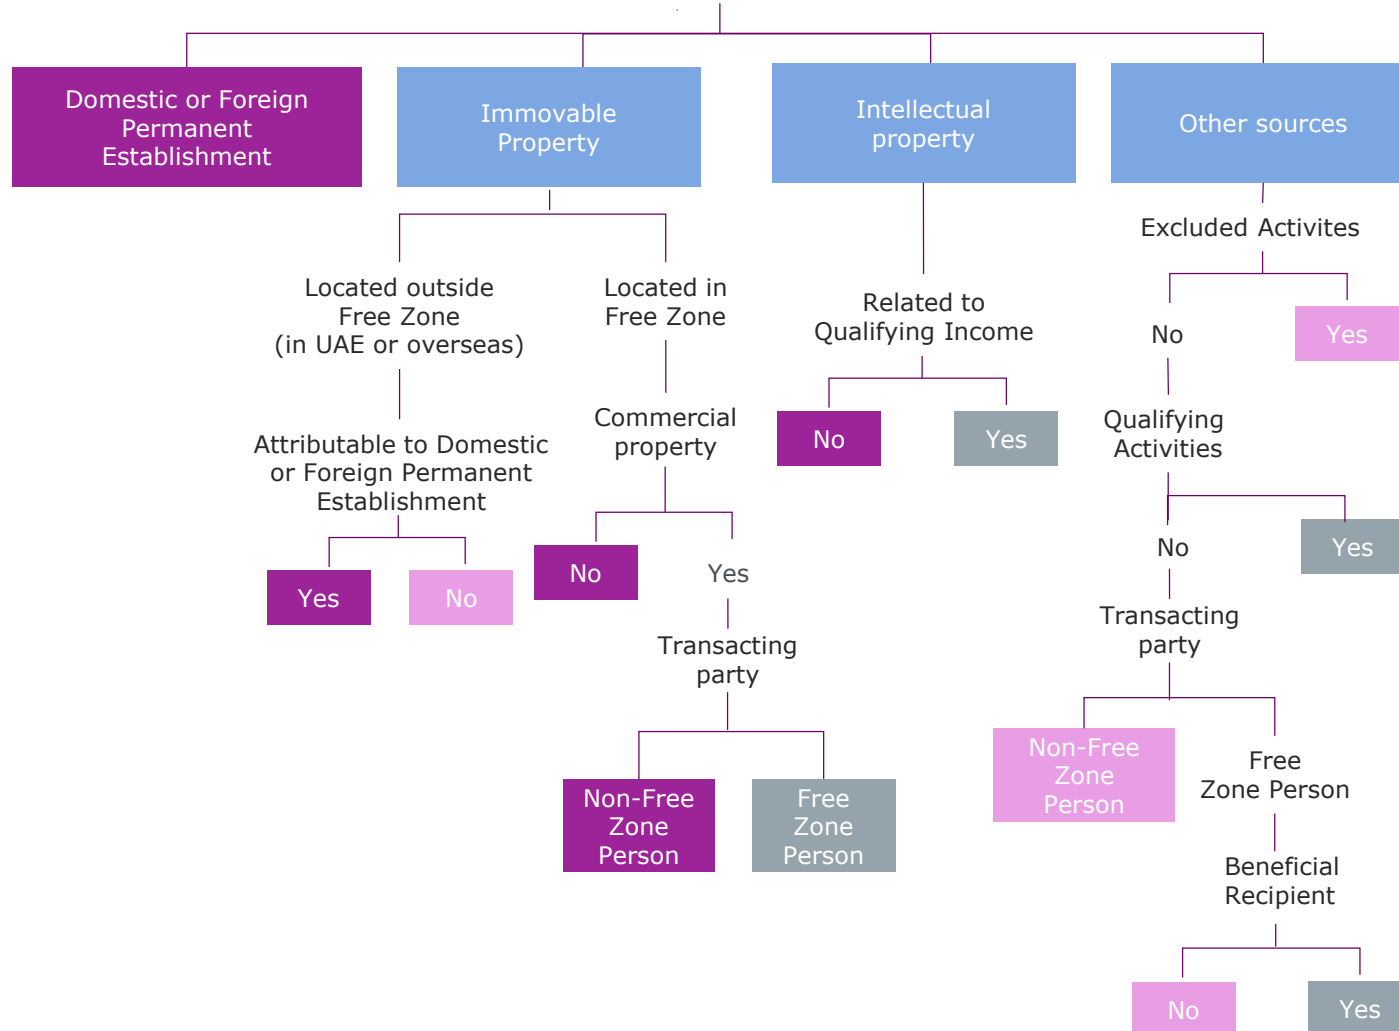 Domestic or Foreign
Permanent
Establishment
Immovable
Property
Intellectual
property
Other sources
Excluded Activites
Located outside
Free Zone
(in UAE or overseas)
Located in
Free Zone
Related to
Qualifying Income
No
Yes
Commercial
property
No
Yes
Qualifying
Activities
Attributable to Domestic
or Foreign Permanent
Establishment
No
Yes
Yes
No
No
Yes
Transacting
party
Transacting
party
Non-Free
Zone
Person
Free
Zone Person
Non-Free
Zone
Person
Free
Zone
Person
Beneficial
Recipient
No
Yes